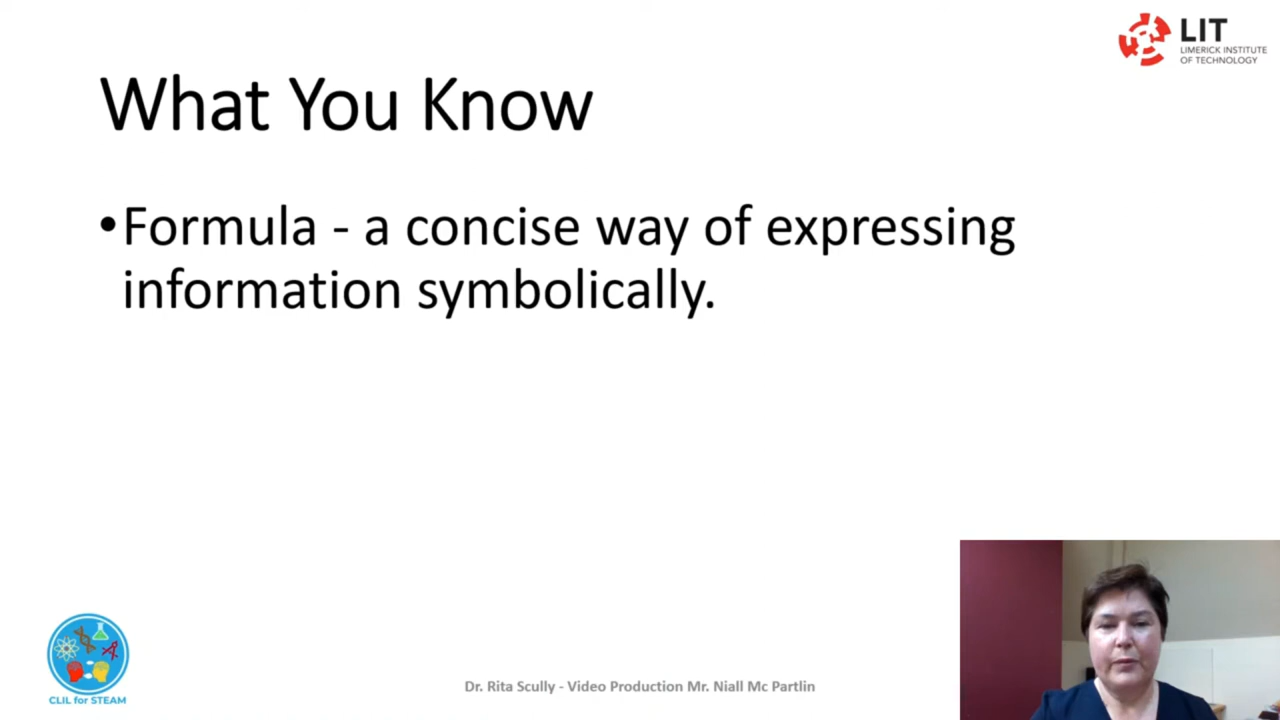 LIT
LIMERICK INSTITUTE
OF TECHNOLOGY
What You Know
•Formula - a concise way of expressing
information symbolically.
CLIL for STEAM
Dr. Rita Scully - Video Production Mr. Niall Mc Partlin